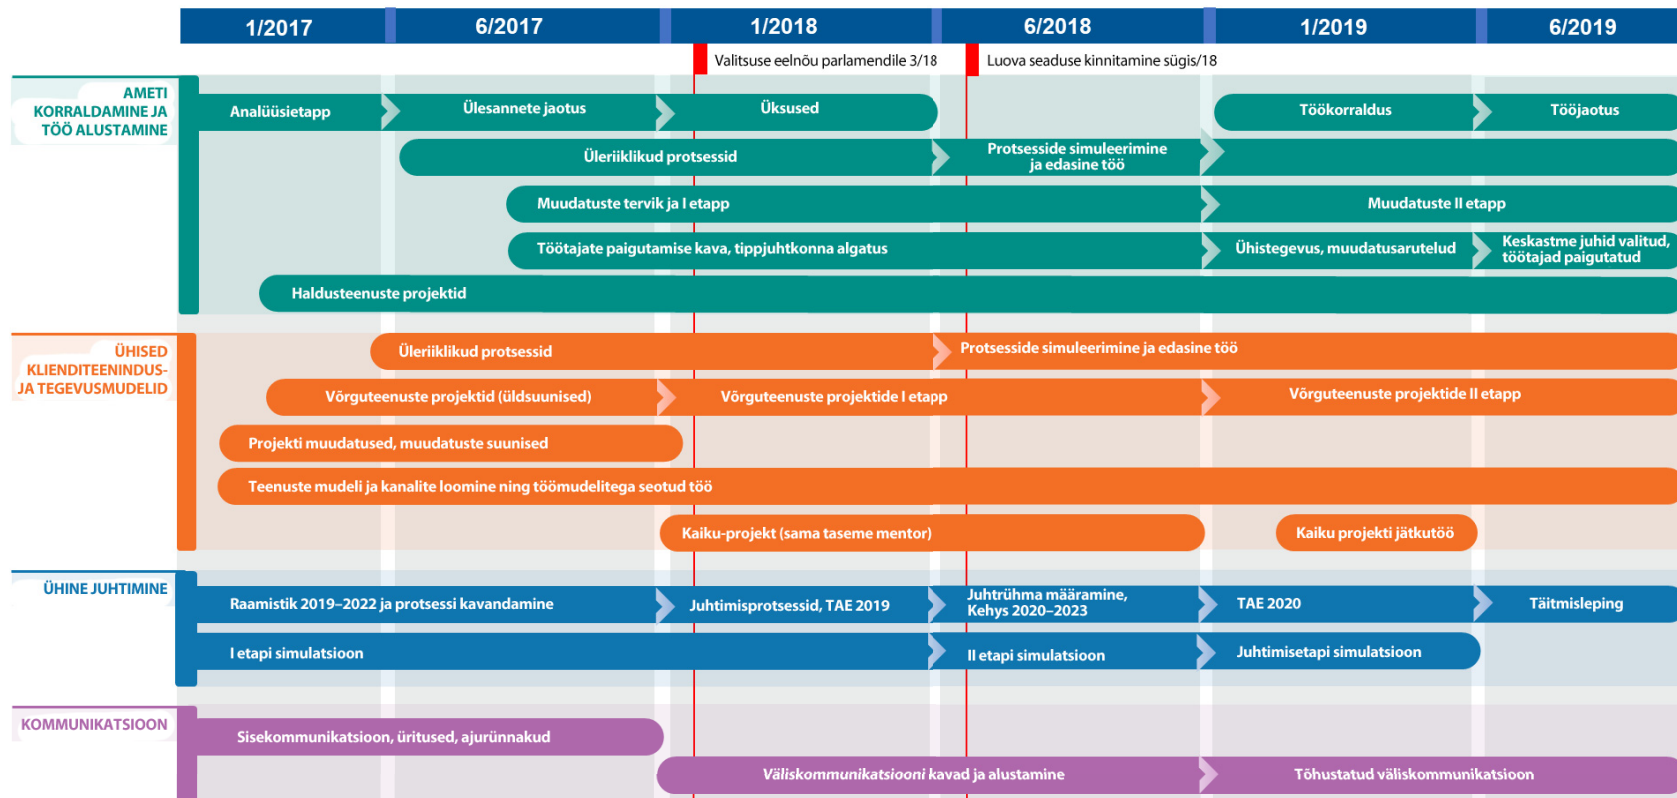 1/2017
6/2017
1/2018
6/2018
1/2019
6/2019
Valitsuse eelnõu parlamendile 3/18
Luova seaduse kinnitamine sügis/18
AMETI
KORRALDAMINE JA
TÖÖ ALUSTAMINE
Analüüsietapp
Ülesannete jaotus
Üksused
Töökorraldus
Tööjaotus
Üleriiklikud protsessid
Protsesside simuleerimine
ja edasine töö
Muudatuste tervik ja I etapp
Muudatuste II etapp
Töötajate paigutamise kava, tippjuhtkonna algatus
Ühistegevus, muudatusarutelud
Keskastme juhid valitud,
töötajad paigutatud
Haldusteenuste projektid
ÜHISED
KLIENDITEENINDUS-
JA TEGEVUSMUDELID
Üleriiklikud protsessid
Protsesside simuleerimine ja edasine töö
Võrguteenuste projektid (üldsuunised)
Võrguteenuste projektide I etapp
Võrguteenuste projektide II etapp
Projekti muudatused, muudatuste suunised
Teenuste mudeli ja kanalite loomine ning töömudelitega seotud töö
Kaiku-projekt (sama taseme mentor)
Kaiku projekti jätkutöö
ÜHINE JUHTIMINE
Raamistik 2019–2022 ja protsessi kavandamine
Juhtimisprotsessid, TAE 2019
Juhtrühma määramine,
Kehys 2020–2023
TAE 2020
Täitmisleping
I etapi simulatsioon
II etapi simulatsioon
Juhtimisetapi simulatsioon
KOMMUNIKATSIOON
Sisekommunikatsioon, üritused, ajurünnakud
Väliskommunikatsiooni kavad ja alustamine
Tõhustatud väliskommunikatsioon